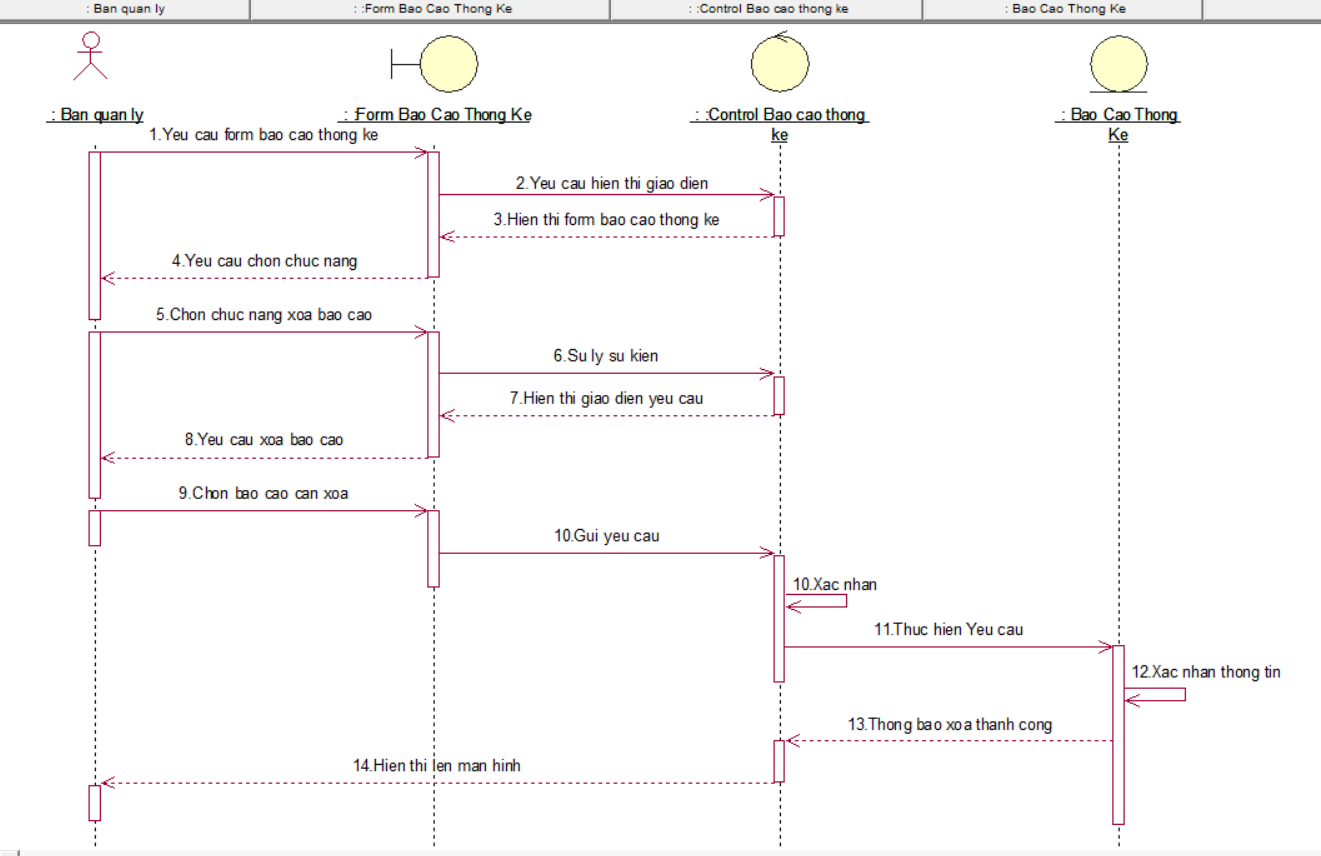 : Ban quan ly
: :Form Bao Cao Thong Ke
: :Control Bao cao thong ke
: Bao Cao Thong Ke
: Ban quan ly
: :Form Bao Cao Thong Ke
: :Control Bao cao thong
ke
: Bao Cao Thong
Ke
1.Yeu cau form bao cao thong ke
2.Yeu cau hien thi giao dien
3.Hien thi form bao cao thong ke
4.Yeu cau chon chuc nang
5.Chon chuc nang xoa bao cao
6.Su ly su kien
7.Hien thi giao dien yeu cau
8.Yeu cau xoa bao cao
9.Chon bao cao can xoa
10.Gui yeu cau
10.Xac nhan
11.Thuc hien Yeu cau
12.Xac nhan thong tin
13.Thong bao xoa thanh cong
14.Hien thi len man hinh